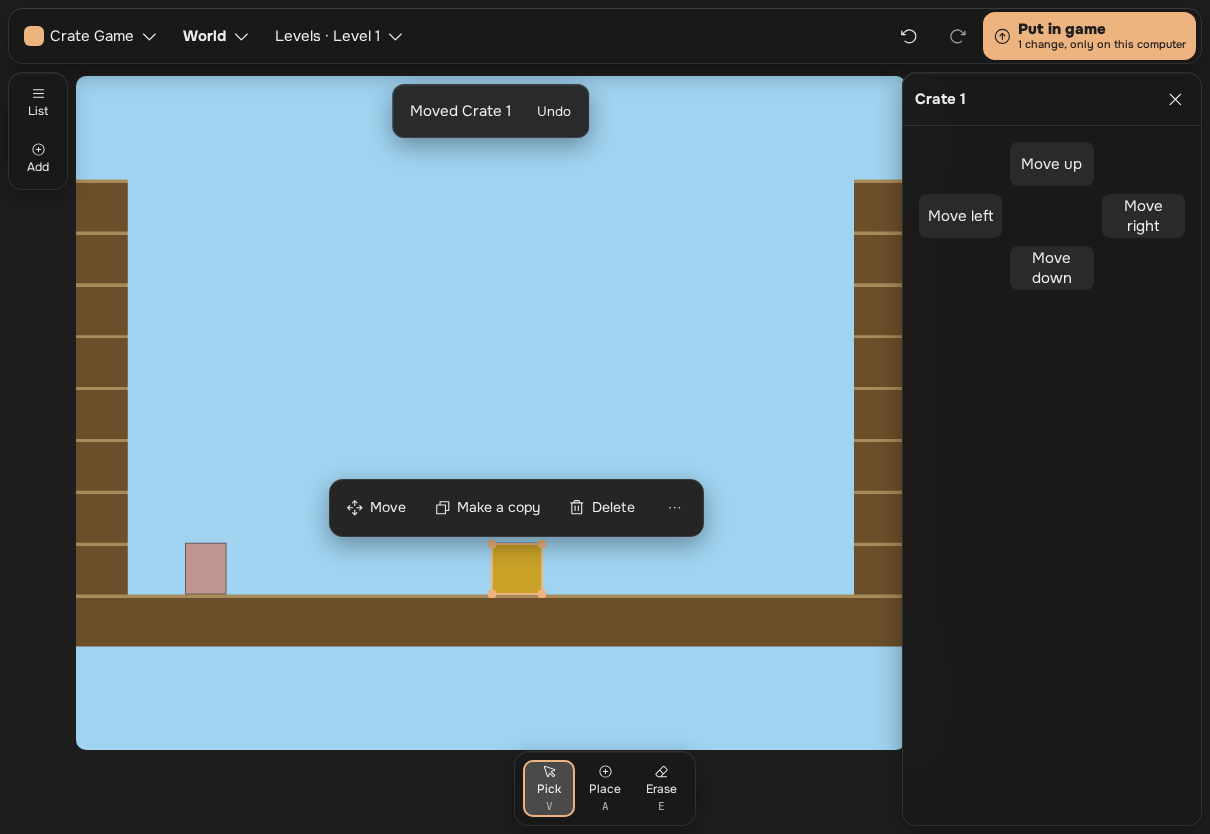 Crate Game
World
Levels · Level 1
Put in game
1 change, only on this computer
List
Add
Moved Crate 1
Undo
Crate 1
Move up
Move left
Move
right
Move
down
Move
Make a copy
Delete
···
Pick
V
Place
A
Erase
E